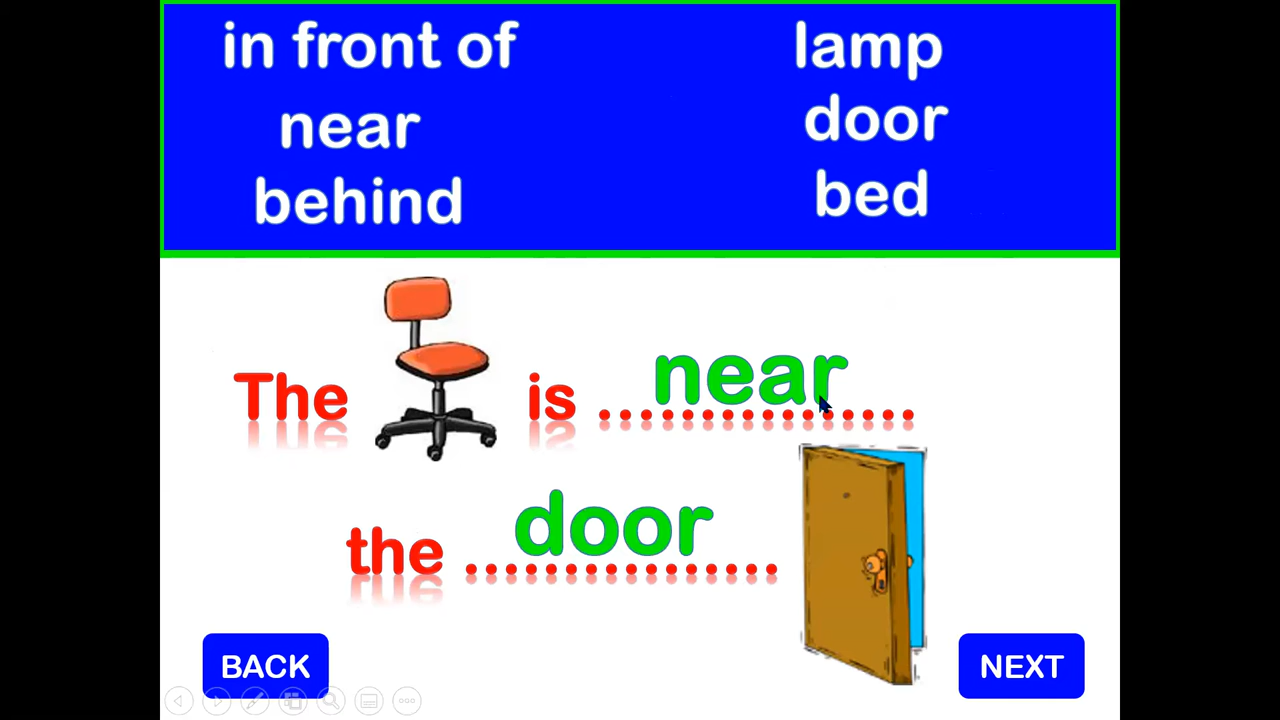 in front of
lamp
near
door
behind
bed
The is near
the door
BACK
NEXT